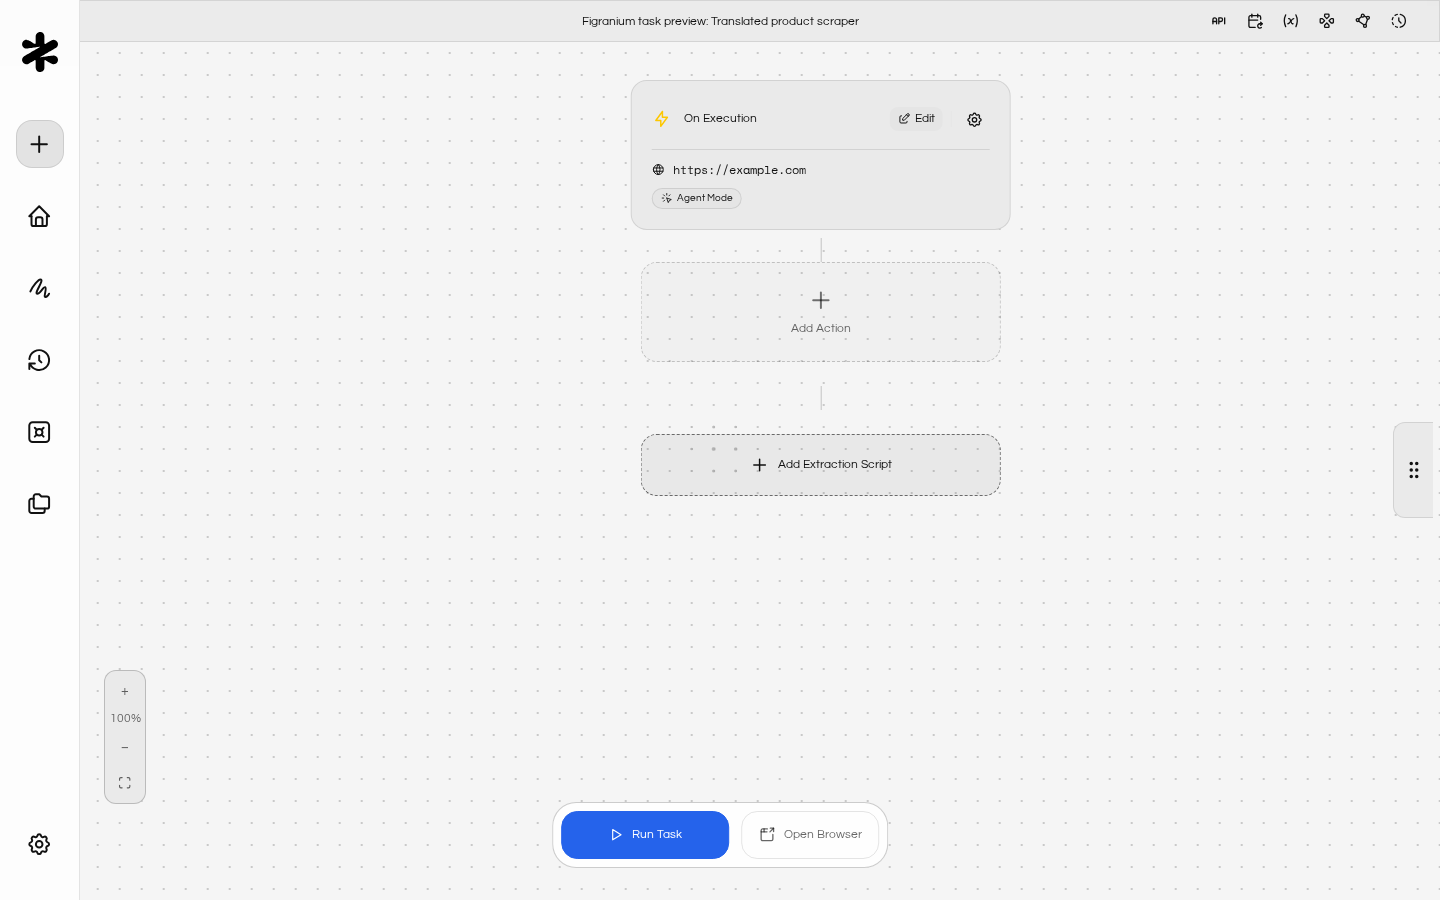 Figranium task preview: Translated product scraper
API
(x)
On Execution
Edit
https://example.com
Agent Mode
Add Action
Add Extraction Script
+
100%
−
Run Task
Open Browser